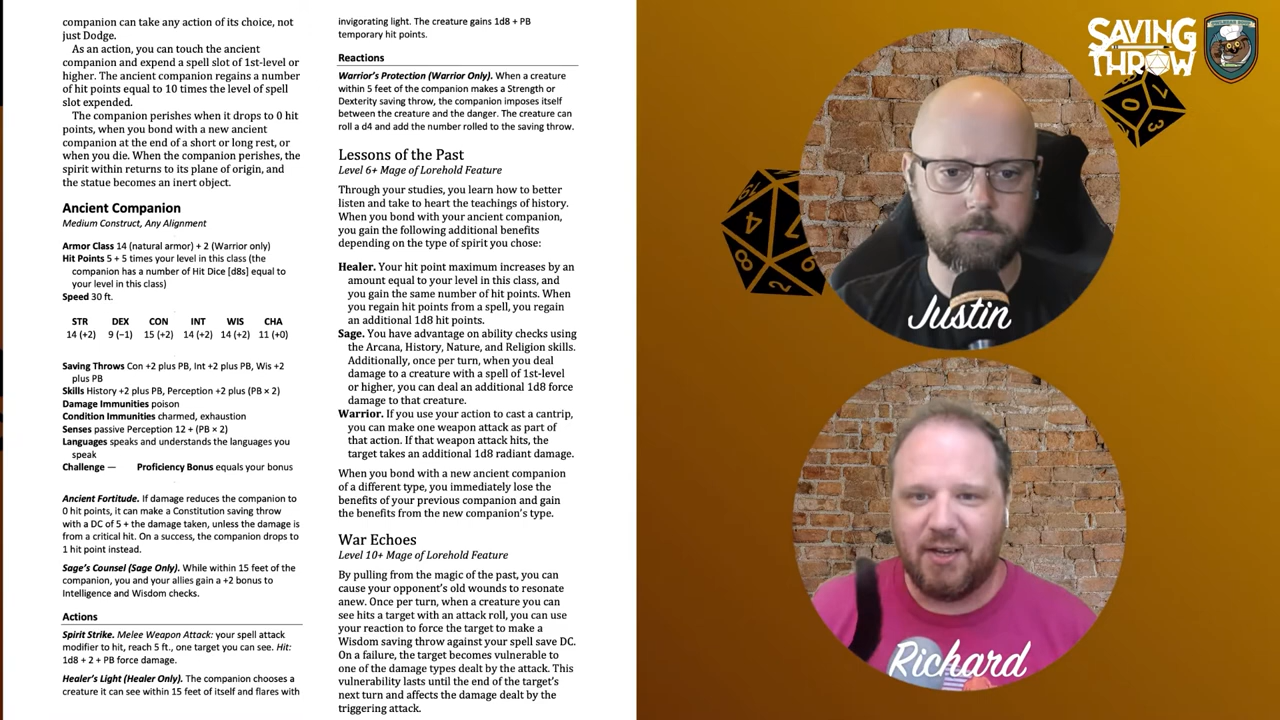 companion can take any action of its choice, not
just Dodge.
As an action, you can touch the ancient
companion and expend a spell slot of 1st-level or
higher. The ancient companion regains a number
of hit points equal to 10 times the level of spell
slot expended.
The companion perishes when it drops to 0 hit
points, when you bond with a new ancient
companion at the end of a short or long rest, or
when you die. When the companion perishes, the
spirit within returns to its plane of origin, and
the statue becomes an inert object.
Ancient Companion
Medium Construct, Any Alignment
Armor Class 14 (natural armor) + 2 (Warrior only)
Hit Points 5 + 5 times your level in this class (the
companion has a number of Hit Dice [d8s] equal to
your level in this class)
Speed 30 ft.
STR DEX CON INT WIS CHA
14 (+2) 9 (−1) 15 (+2) 14 (+2) 14 (+2) 11 (+0)
Saving Throws Con +2 plus PB, Int +2 plus PB, Wis +2
plus PB
Skills History +2 plus PB, Perception +2 plus (PB × 2)
Damage Immunities poison
Condition Immunities charmed, exhaustion
Senses passive Perception 12 + (PB × 2)
Languages speaks and understands the languages you
speak
Challenge — Proficiency Bonus equals your bonus
Ancient Fortitude. If damage reduces the companion to
0 hit points, it can make a Constitution saving throw
with a DC of 5 + the damage taken, unless the damage is
from a critical hit. On a success, the companion drops to
1 hit point instead.
Sage's Counsel (Sage Only). While within 15 feet of the
companion, you and your allies gain a +2 bonus to
Intelligence and Wisdom checks.
Actions
Spirit Strike. Melee Weapon Attack: your spell attack
modifier to hit, reach 5 ft., one target you can see. Hit:
1d8 + 2 + PB force damage.
Healer's Light (Healer Only). The companion chooses a
creature it can see within 15 feet of itself and flares with
invigorating light. The creature gains 1d8 + PB
temporary hit points.
Reactions
Warrior's Protection (Warrior Only). When a creature
within 5 feet of the companion makes a Strength or
Dexterity saving throw, the companion imposes itself
between the creature and the danger. The creature can
roll a d4 and add the number rolled to the saving throw.
Lessons of the Past
Level 6+ Mage of Lorehold Feature
Through your studies, you learn how to better
listen and take to heart the teachings of history.
When you bond with your ancient companion,
you gain the following additional benefits
depending on the type of spirit you chose:
Healer. Your hit point maximum increases by an
amount equal to your level in this class, and
you gain the same number of hit points. When
you regain hit points from a spell, you regain
an additional 1d8 hit points.
Sage. You have advantage on ability checks using
the Arcana, History, Nature, and Religion skills.
Additionally, once per turn, when you deal
damage to a creature with a spell of 1st-level
or higher, you can deal an additional 1d8 force
damage to that creature.
Warrior. If you use your action to cast a cantrip,
you can make one weapon attack as part of
that action. If that weapon attack hits, the
target takes an additional 1d8 radiant damage.
When you bond with a new ancient companion
of a different type, you immediately lose the
benefits of your previous companion and gain
the benefits from the new companion's type.
War Echoes
Level 10+ Mage of Lorehold Feature
By pulling from the magic of the past, you can
cause your opponent's old wounds to resonate
anew. Once per turn, when a creature you can
see hits a target with an attack roll, you can use
your reaction to force the target to make a
Wisdom saving throw against your spell save DC.
On a failure, the target becomes vulnerable to
one of the damage types dealt by the attack. This
vulnerability lasts until the end of the target's
next turn and affects the damage dealt by the
triggering attack.
SAVING
THROW
0
3
4
8
Justin
Richard